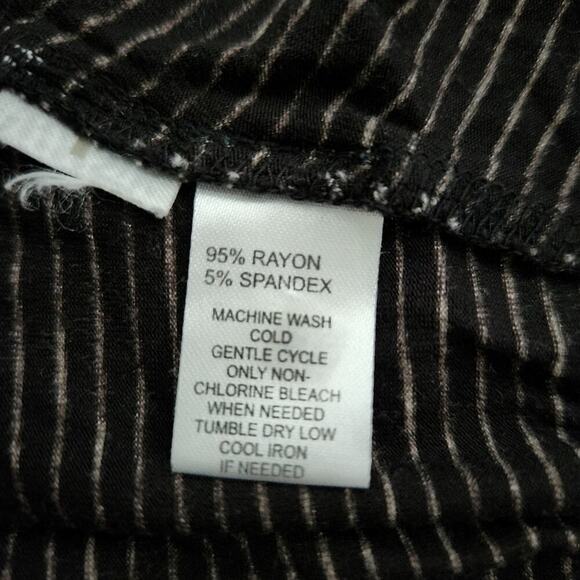 95% RAYON
5% SPANDEX
MACHINE WASH
COLD
GENTLE CYCLE
ONLY NON-
CHLORINE BLEACH
WHEN NEEDED
TUMBLE DRY LOW
COOL IRON
IF NEEDED